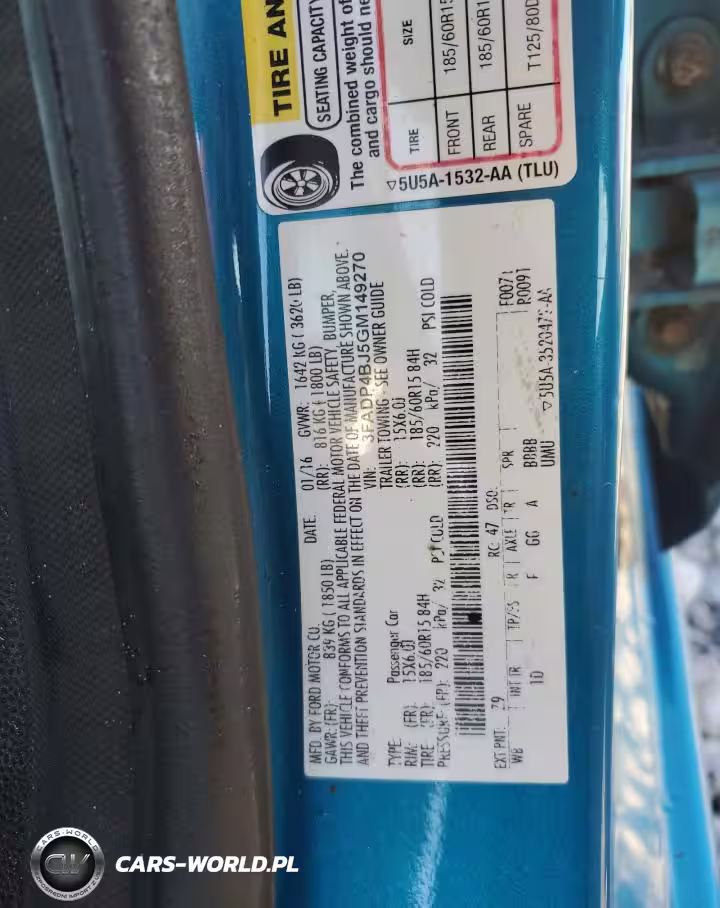 TIRE AN
SEATING CAPACITY
The combined weight of
and cargo should ne
TIRE SIZE
FRONT 185/60R15
REAR 185/60R1
SPARE T125/80D
▽5U5A-1532-AA (TLU)
MFD. BY FORD MOTOR CO. DATE: 01/16 GVWR: 1642 KG ( 3620 LB)
GAWR: (FR): 839 KG ( 1850 LB) (RR): 816 KG ( 1800 LB)
THIS VEHICLE CONFORMS TO ALL APPLICABLE FEDERAL MOTOR VEHICLE SAFETY, BUMPER,
AND THEFT PREVENTION STANDARDS IN EFFECT ON THE DATE OF MANUFACTURE SHOWN ABOVE.
VIN: 3FADP4BJ5GM149270
TYPE: Passenger Car TRAILER TOWING - SEE OWNER GUIDE
RIM: (FR): 15X6.0J (RR): 15X6.0J
TIRE (FR): 185/60R15 84H (RR): 185/60R15 84H
PRESSURE (FP): 220 kPa/ 32 PSI COLD (PR): 220 kPa/ 32 PSI COLD
RC: 47 DSO:
EXT PNT: 79 F0071
WB INT TR TP/PS R AXLE TR SPR R0091
10 F GG A BBBB
UMU
CARS-WORLD.PL
CARS-WORLD
CW